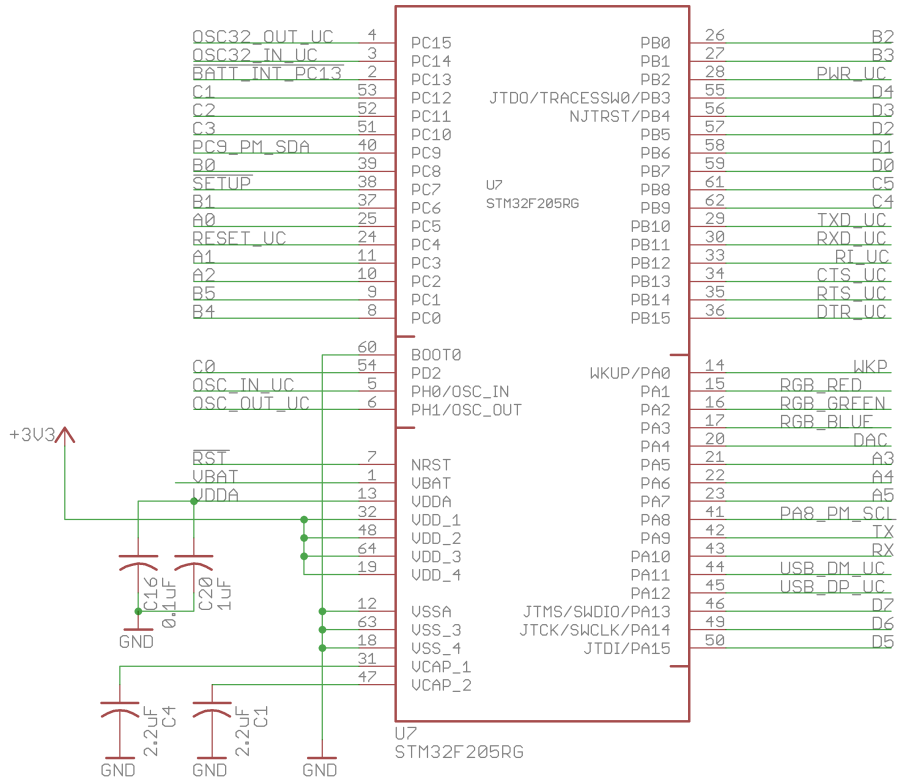 OSC32_OUT_UC 4 PC15 PB0 26 B2
OSC32_IN_UC 3 PC14 PB1 27 B3
BATT_INT_PC13 2 PC13 PB2 28 PWR_UC
C1 53 PC12 JTDO/TRACESSW0/PB3 55 D4
C2 52 PC11 NJTRST/PB4 56 D3
C3 51 PC10 PB5 57 D2
PC9_PM_SDA 40 PC9 PB6 58 D1
B0 39 PC8 PB7 59 D0
SETUP 38 PC7 U7 PB8 61 C5
B1 37 PC6 STM32F205RG PB9 62 C4
A0 25 PC5 PB10 29 TXD_UC
RESET_UC 24 PC4 PB11 30 RXD_UC
A1 11 PC3 PB12 33 RI_UC
A2 10 PC2 PB13 34 CTS_UC
B5 9 PC1 PB14 35 RTS_UC
B4 8 PC0 PB15 36 DTR_UC
60 BOOT0
C0 54 PD2 WKUP/PA0 14 WKP
OSC_IN_UC 5 PH0/OSC_IN PA1 15 RGB_RED
OSC_OUT_UC 6 PH1/OSC_OUT PA2 16 RGB_GREEN
PA3 17 RGB_BLUE
+3V3
PA4 20 DAC
RST 7 NRST PA5 21 A3
VBAT 1 VBAT PA6 22 A4
VDDA 13 VDDA PA7 23 A5
32 VDD_1 PA8 41 PA8_PM_SCL
48 VDD_2 PA9 42 TX
64 VDD_3 PA10 43 RX
19 VDD_4 PA11 44 USB_DM_UC
PA12 45 USB_DP_UC
C16
0.1uF
C20
1uF
12 VSSA JTMS/SWDIO/PA13 46 D7
63 VSS_3 JTCK/SWCLK/PA14 49 D6
GND
18 VSS_4 JTDI/PA15 50 D5
31 VCAP_1
47 VCAP_2
2.2uF
C4
2.2uF
C1
U7
STM32F205RG
GND GND GND